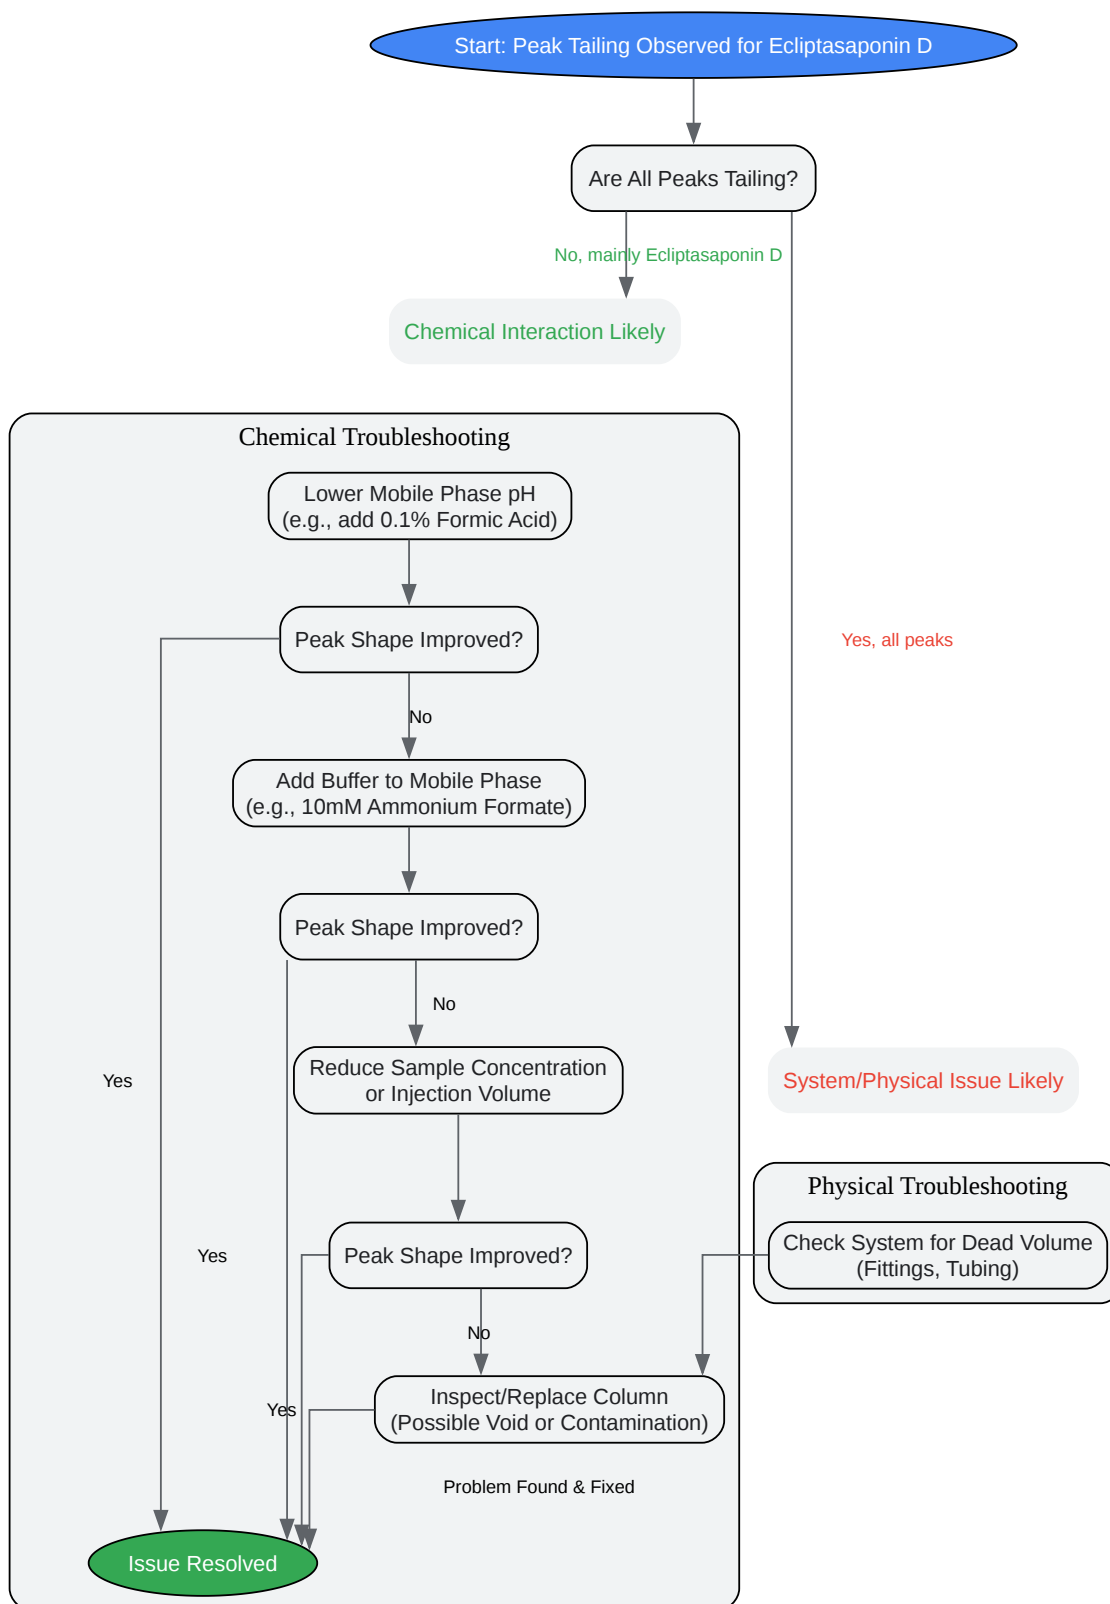 Start: Peak Tailing Observed for Ecliptasaponin D
Are All Peaks Tailing?
No, mainly Ecliptasaponin D
Chemical Interaction Likely
Chemical Troubleshooting
Lower Mobile Phase pH
(e.g., add 0.1% Formic Acid)
Peak Shape Improved?
Yes, all peaks
No
Add Buffer to Mobile Phase
(e.g., 10mM Ammonium Formate)
Peak Shape Improved?
No
Reduce Sample Concentration
or Injection Volume
Yes
System/Physical Issue Likely
Physical Troubleshooting
Check System for Dead Volume
(Fittings, Tubing)
Yes
Peak Shape Improved?
No
Inspect/Replace Column
(Possible Void or Contamination)
Yes
Problem Found & Fixed
Issue Resolved